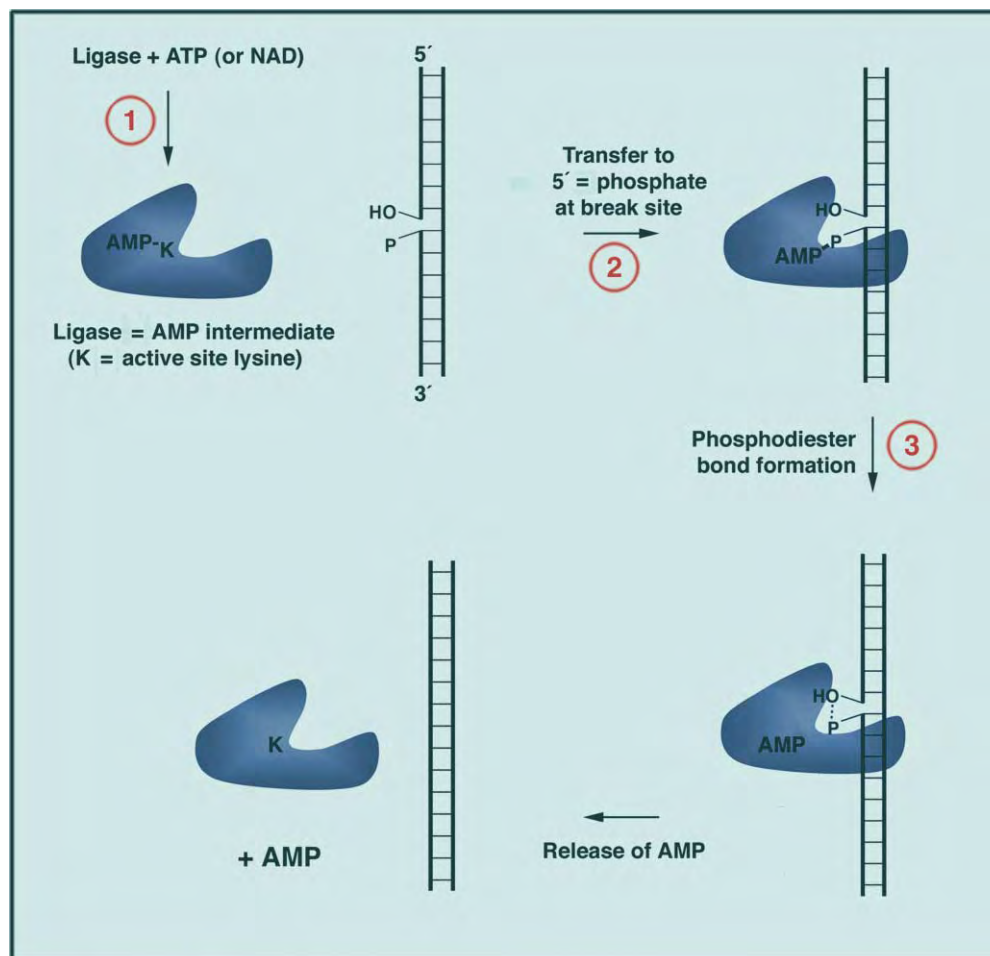 Ligase + ATP (or NAD)
1
AMP-K
Ligase = AMP intermediate
(K = active site lysine)
5´
HO
P
3´
Transfer to
5´ = phosphate
at break site
2
HO
AMP-P
Phosphodiester
bond formation
3
HO
P
AMP
Release of AMP
K
+ AMP